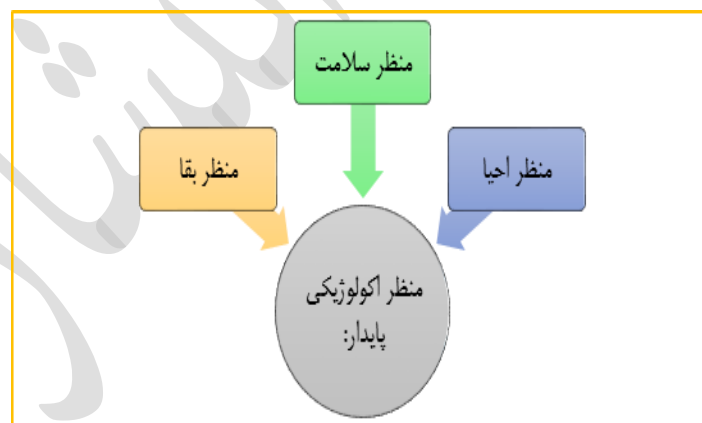 منظر سلامت
منظر احیا
منظر بقا
منظر اکولوژیکی
پایدار: